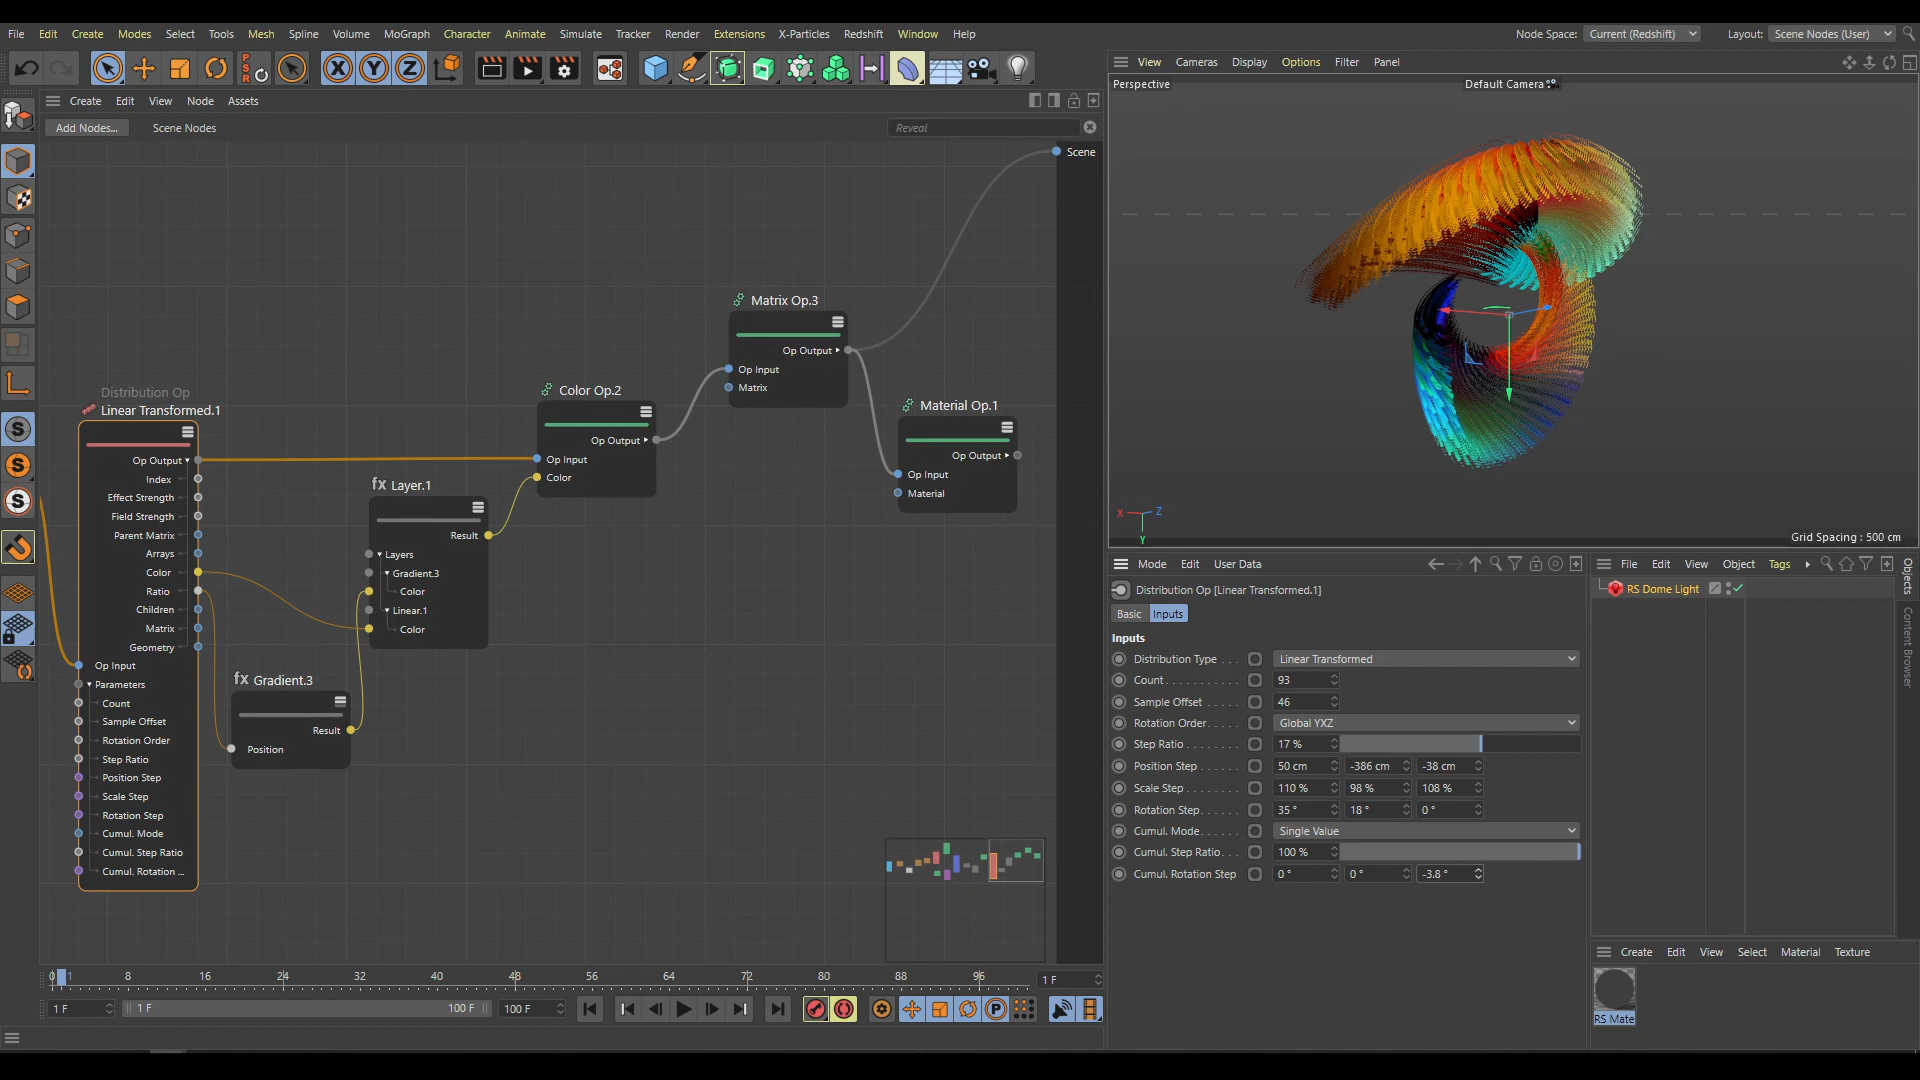 File Edit Create Modes Select Tools Mesh Spline Volume MoGraph Character Animate Simulate Tracker Render Extensions X-Particles Redshift Window Help
Node Space: Current (Redshift) Layout: Scene Nodes (User)
PSR X Y Z
View Cameras Display Options Filter Panel
Perspective Default Camera
Create Edit View Node Assets
Add Nodes... Scene Nodes Reveal
Scene
Matrix Op.3
Op Output
Op Input
Matrix
Color Op.2
Op Output
Op Input
Color
Material Op.1
Op Output
Op Input
Material
Distribution Op
Linear Transformed.1
Op Output
Index
Effect Strength
Field Strength
Parent Matrix
Arrays
Color
Ratio
Children
Matrix
Geometry
Op Input
Parameters
Count
Sample Offset
Rotation Order
Step Ratio
Position Step
Scale Step
Rotation Step
Cumul. Mode
Cumul. Step Ratio
Cumul. Rotation ...
fx Layer.1
Result
Layers
Gradient.3
Color
Linear.1
Color
fx Gradient.3
Result
Position
S
S
S
X Z
Y
Grid Spacing : 500 cm
Mode Edit User Data
Distribution Op [Linear Transformed.1]
Basic Inputs
Inputs
Distribution Type . . . Linear Transformed
Count. . . . . . . . . . . 93
Sample Offset . . . . . 46
Rotation Order. . . . . Global YXZ
Step Ratio . . . . . . . . 17 %
Position Step . . . . . . 50 cm -386 cm -38 cm
Scale Step. . . . . . . . 110 % 98 % 108 %
Rotation Step. . . . . . 35 ° 18 ° 0 °
Cumul. Mode. . . . . . Single Value
Cumul. Step Ratio. . . 100 %
Cumul. Rotation Step 0 ° 0 ° -3.8 °
File Edit View Object Tags
RS Dome Light
Objects
Content Browser
Create Edit View Select Material Texture
RS Mate
0 1 8 16 24 32 40 48 56 64 72 80 88 96 1 F
1 F 1 F 100 F 100 F
P